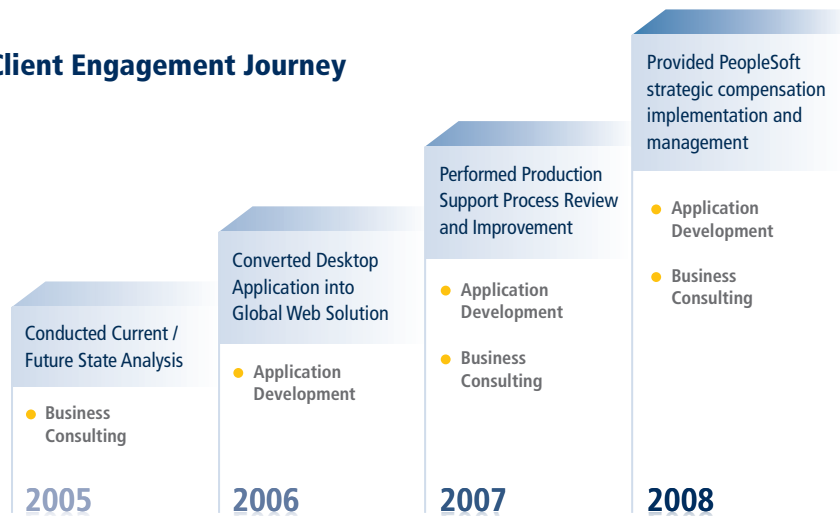 Client Engagement Journey
Conducted Current /
Future State Analysis
Business
Consulting
2005
Converted Desktop
Application into
Global Web Solution
Application
Development
2006
Performed Production
Support Process Review
and Improvement
Application
Development
Business
Consulting
2007
Provided PeopleSoft
strategic compensation
implementation and
management
Application
Development
Business
Consulting
2008